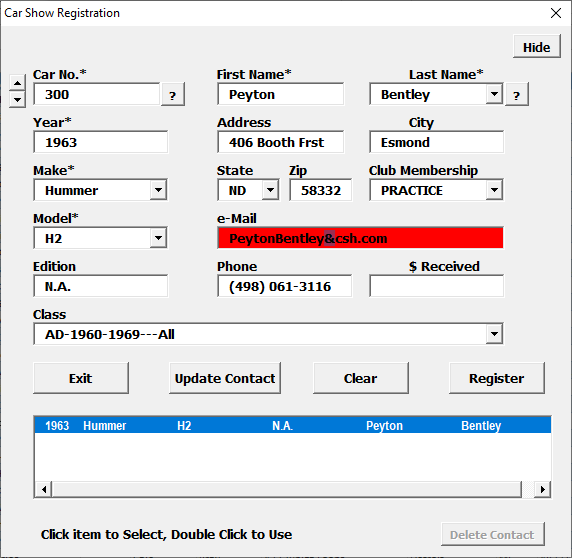 Car Show Registration
Hide
Car No.* First Name* Last Name*
300 ? Peyton Bentley ?
Year* Address City
1963 406 Booth Frst Esmond
Make* State Zip Club Membership
Hummer ND 58332 PRACTICE
Model* e-Mail
H2 PeytonBentley&csh.com
Edition Phone $ Received
N.A. (498) 061-3116
Class
AD-1960-1969---All
Exit Update Contact Clear Register
1963 Hummer H2 N.A. Peyton Bentley
Click item to Select, Double Click to Use Delete Contact